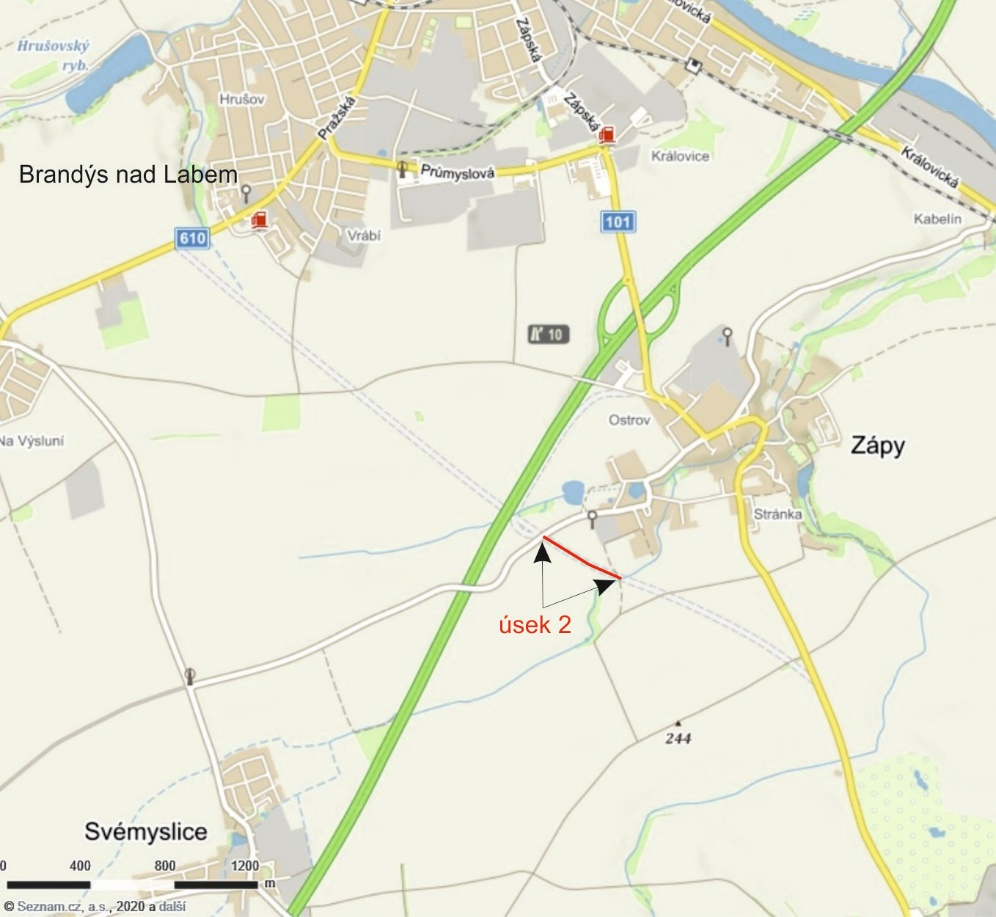 Hrušovský
ryb.
Hrušov
Pražská
Zápská
Zápská
Průmyslová
Královice
Královická
Kabelín
Brandýs nad Labem
610
Vrábí
101
10
Na Výsluní
Ostrov
Zápy
Stránka
úsek 2
244
Svémyslice
0 400 800 1200
m
© Seznam.cz, a.s., 2020 a další